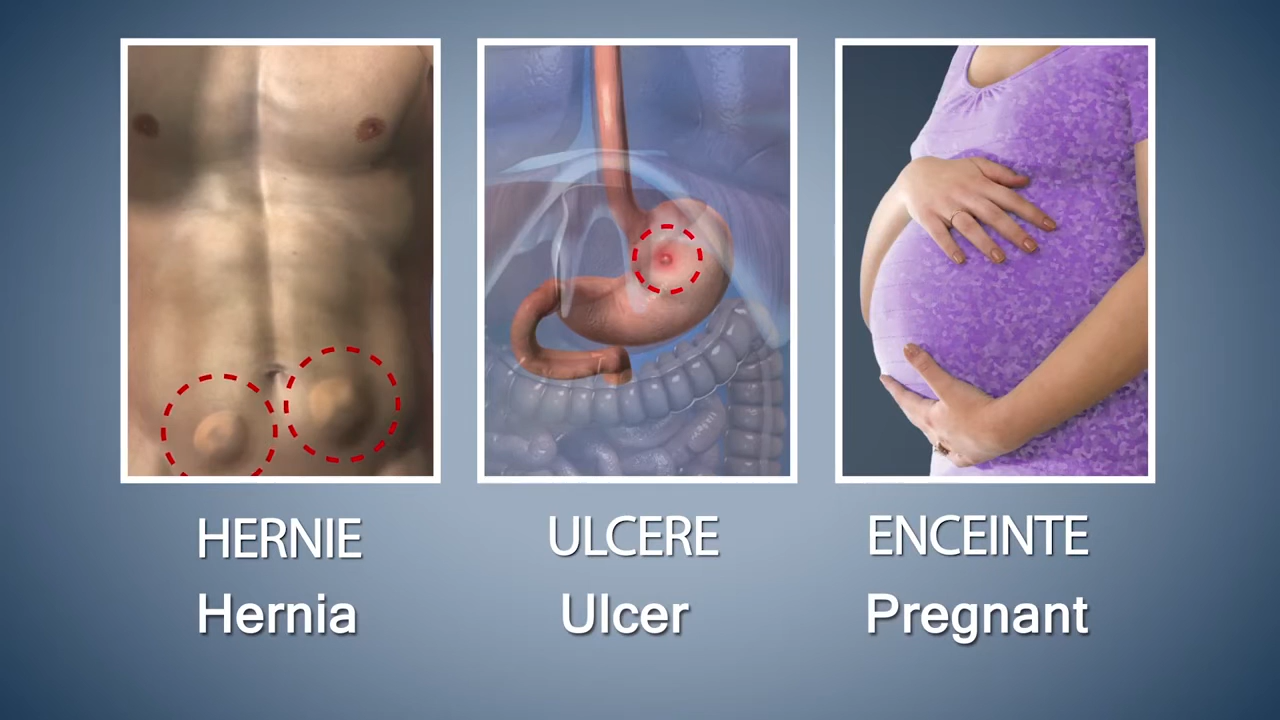 HERNIE
Hernia
ULCERE
Ulcer
ENCEINTE
Pregnant